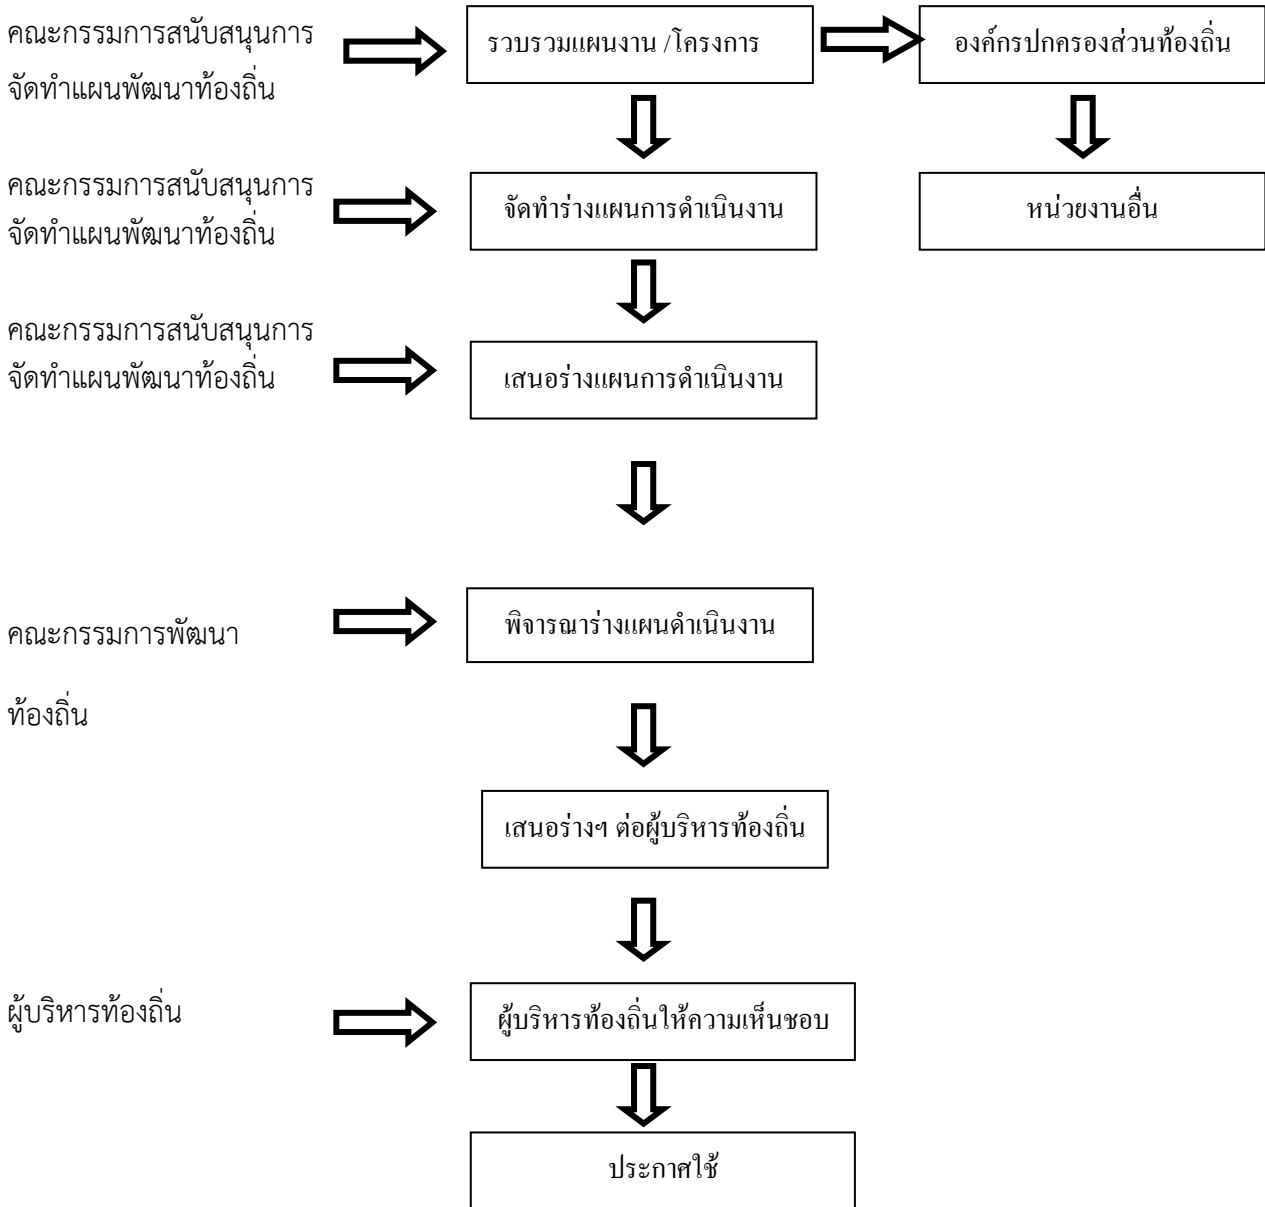 คณะกรรมการสนับสนุนการ
จัดทำแผนพัฒนาท้องถิ่น
รวบรวมแผนงาน /โครงการ
องค์กรปกครองส่วนท้องถิ่น
คณะกรรมการสนับสนุนการ
จัดทำแผนพัฒนาท้องถิ่น
จัดทำร่างแผนการดำเนินงาน
หน่วยงานอื่น
คณะกรรมการสนับสนุนการ
จัดทำแผนพัฒนาท้องถิ่น
เสนอร่างแผนการดำเนินงาน
คณะกรรมการพัฒนา
ท้องถิ่น
พิจารณาร่างแผนดำเนินงาน
เสนอร่างฯ ต่อผู้บริหารท้องถิ่น
ผู้บริหารท้องถิ่น
ผู้บริหารท้องถิ่นให้ความเห็นชอบ
ประกาศใช้